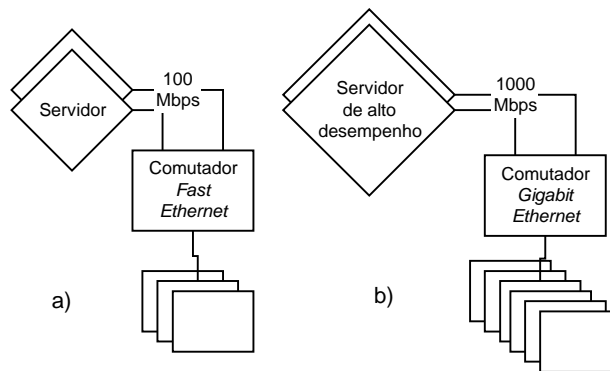 100
Mbps
Servidor
Comutador
Fast
Ethernet
a)
1000
Mbps
Servidor
de alto
desempenho
Comutador
Gigabit
Ethernet
b)